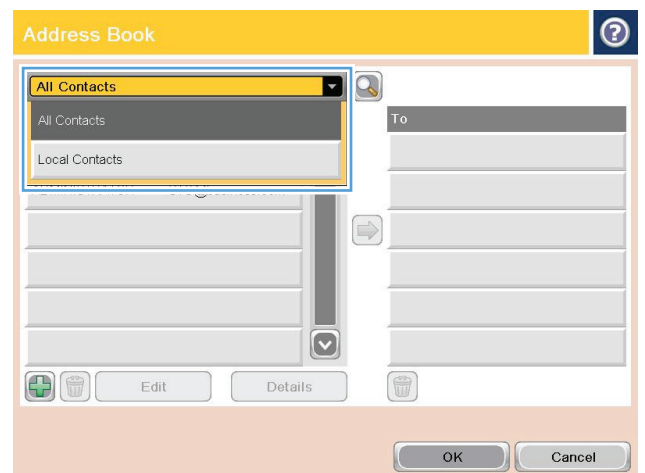 Address Book
All Contacts
All Contacts
To
Local Contacts
Edit
Details
OK
Cancel